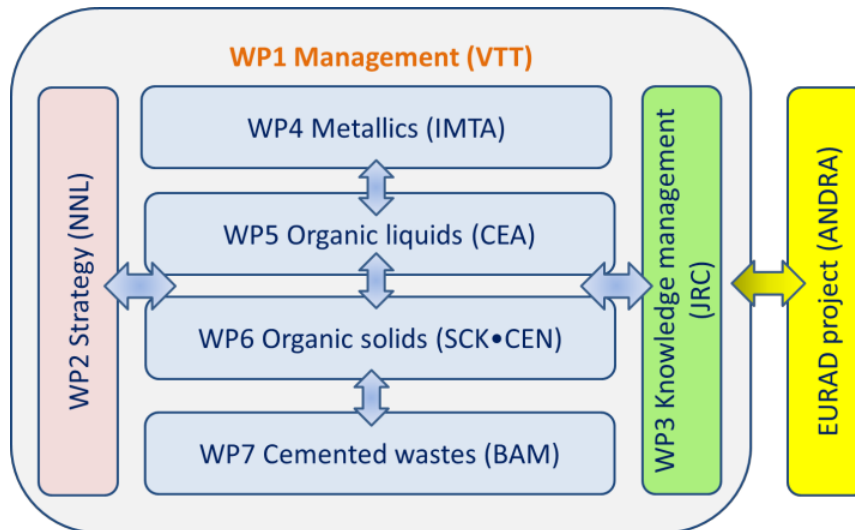 WP1 Management (VTT)
WP2 Strategy (NNL)
WP4 Metallics (IMTA)
WP5 Organic liquids (CEA)
WP6 Organic solids (SCK•CEN)
WP7 Cemented wastes (BAM)
WP3 Knowledge management
(JRC)
EURAD project (ANDRA)